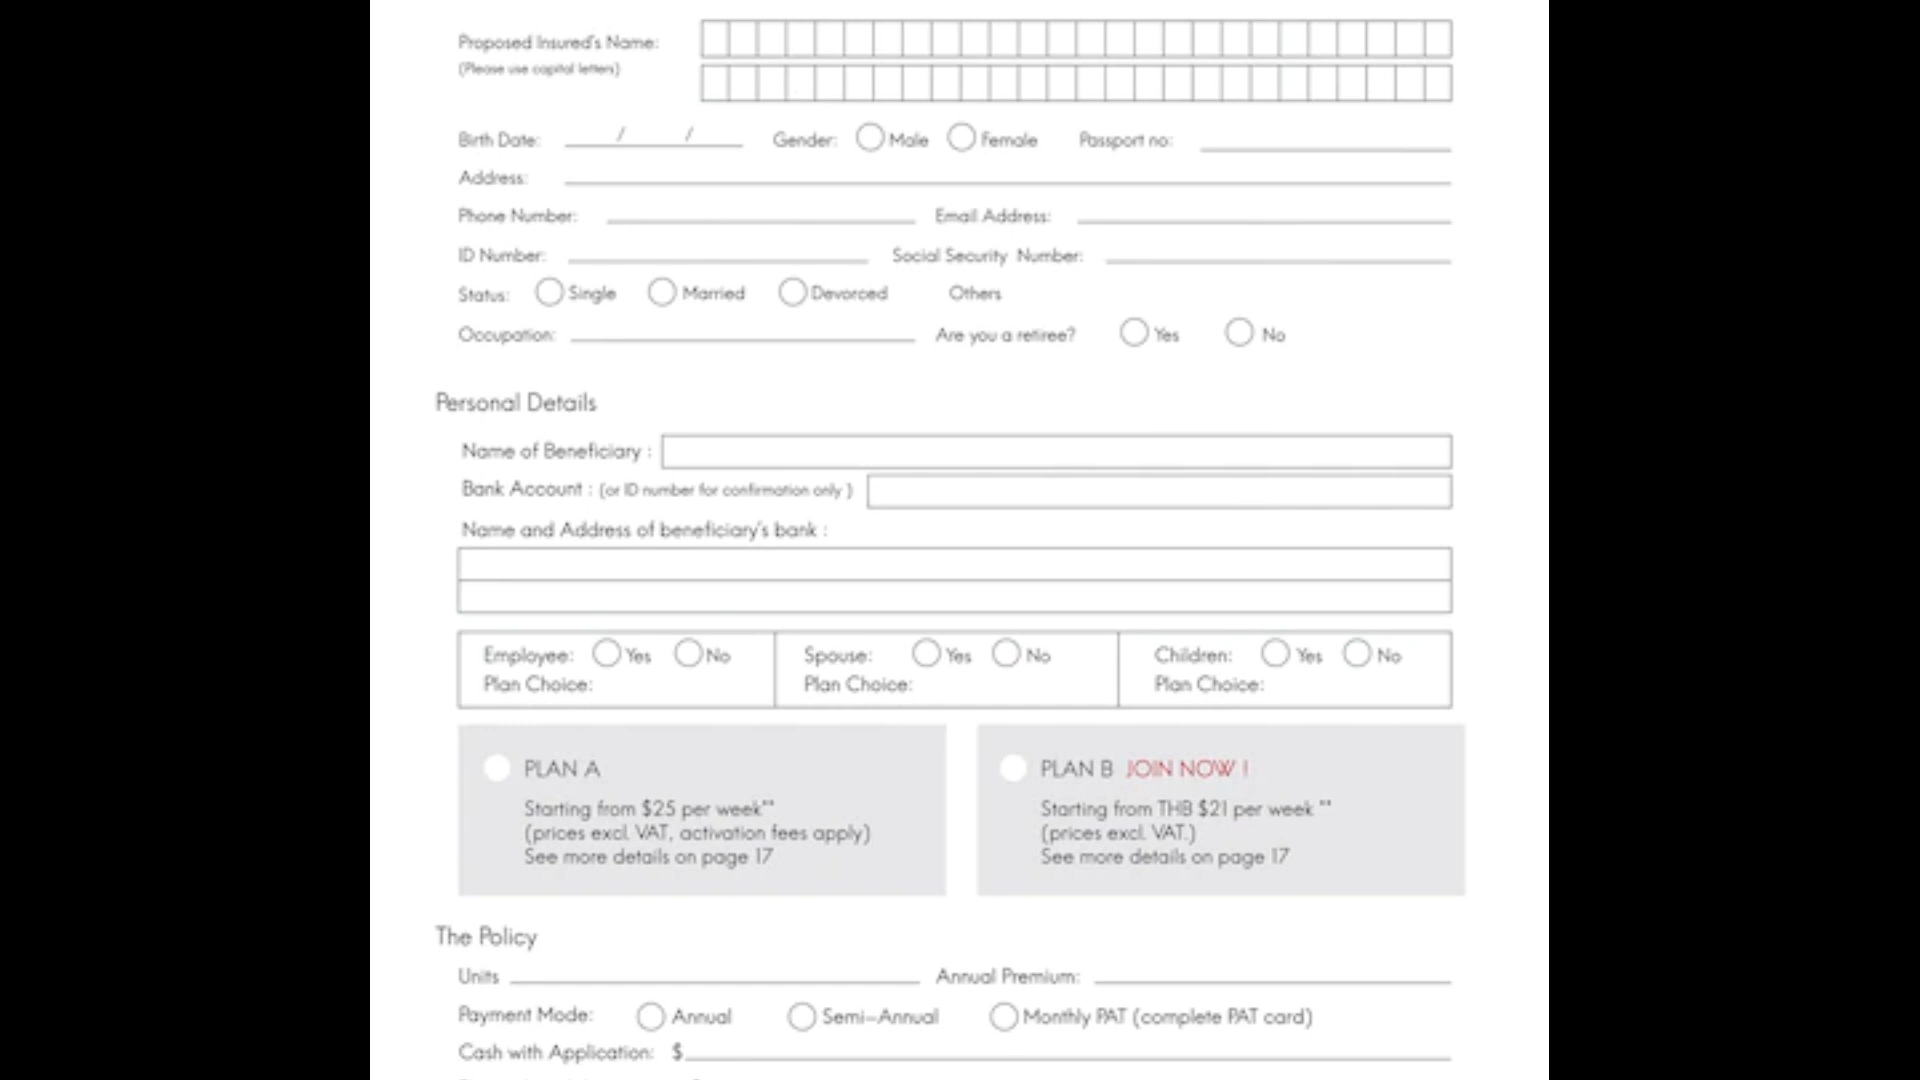 Proposed Insured's Name:
(Please use capital letters)
Birth Date: / / Gender: Male Female Passport no:
Address:
Phone Number: Email Address:
ID Number: Social Security Number:
Status: Single Married Devorced Others
Occupation: Are you a retiree? Yes No
Personal Details
Name of Beneficiary :
Bank Account : (or ID number for confirmation only )
Name and Address of beneficiary's bank :
Employee: Yes No Spouse: Yes No Children: Yes No
Plan Choice: Plan Choice: Plan Choice:
PLAN A
Starting from $25 per week**
(prices excl. VAT, activation fees apply)
See more details on page 17
PLAN B JOIN NOW !
Starting from THB $21 per week **
(prices excl. VAT.)
See more details on page 17
The Policy
Units Annual Premium:
Payment Mode: Annual Semi-Annual Monthly PAT (complete PAT card)
Cash with Application: $